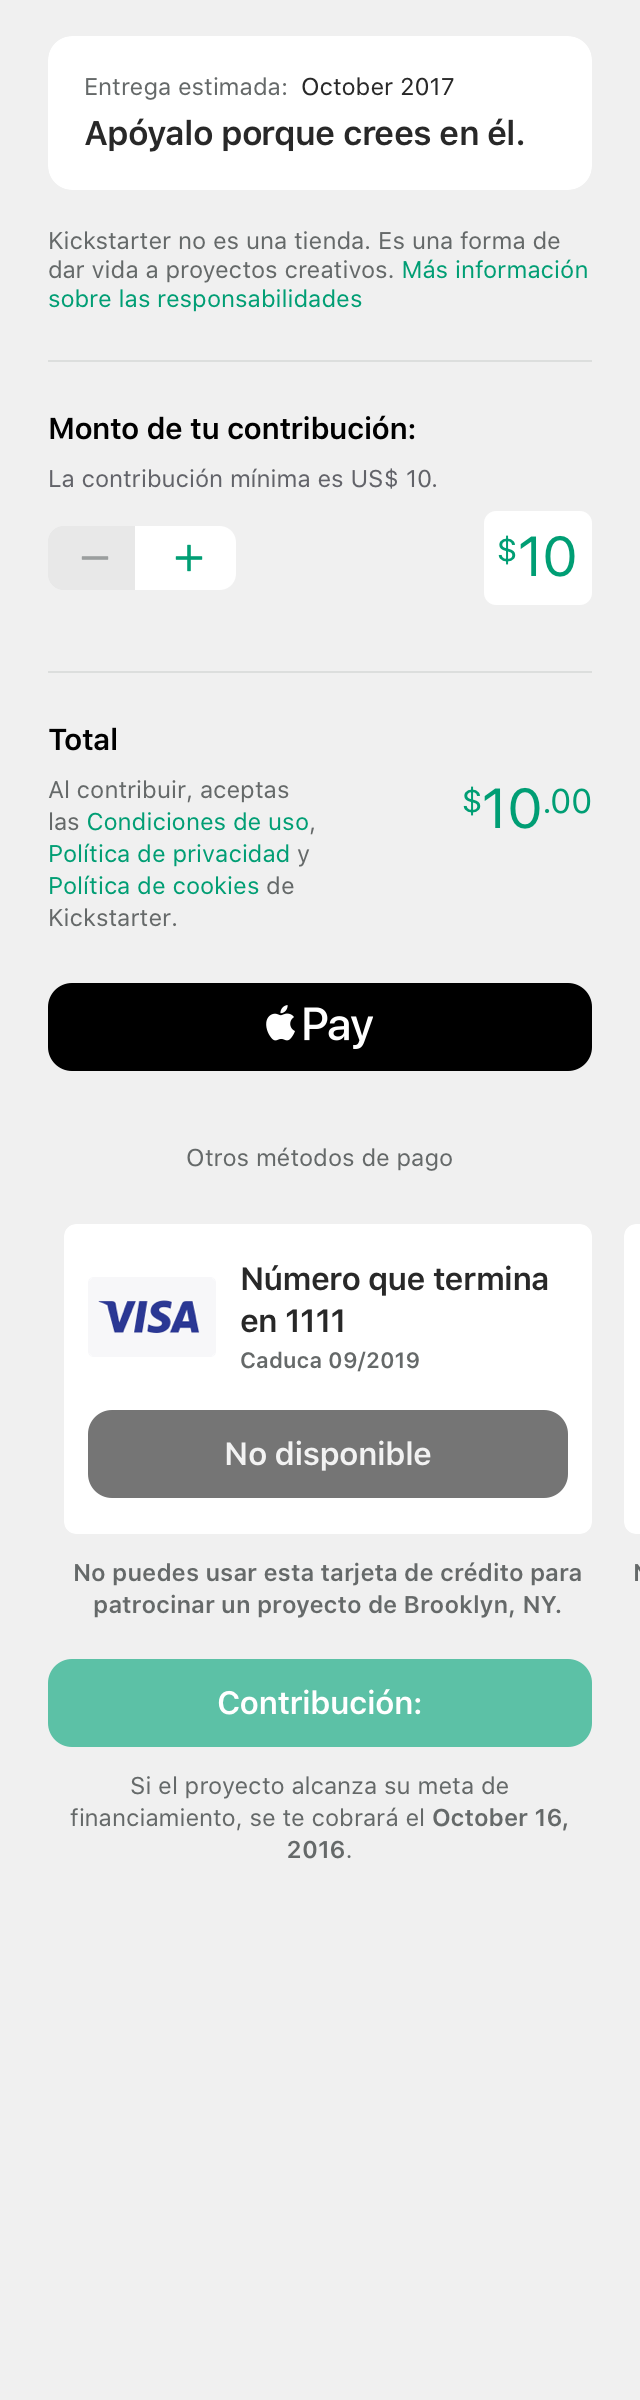 Entrega estimada: October 2017
Apóyalo porque crees en él.
Kickstarter no es una tienda. Es una forma de
dar vida a proyectos creativos. Más información
sobre las responsabilidades
Monto de tu contribución:
La contribución mínima es US$ 10.
− +
$10
Total
Al contribuir, aceptas
las Condiciones de uso,
Política de privacidad y
Política de cookies de
Kickstarter.
$10.00
Pay
Otros métodos de pago
VISA
Número que termina
en 1111
Caduca 09/2019
No disponible
No puedes usar esta tarjeta de crédito para
patrocinar un proyecto de Brooklyn, NY.
Contribución:
Si el proyecto alcanza su meta de
financiamiento, se te cobrará el October 16,
2016.